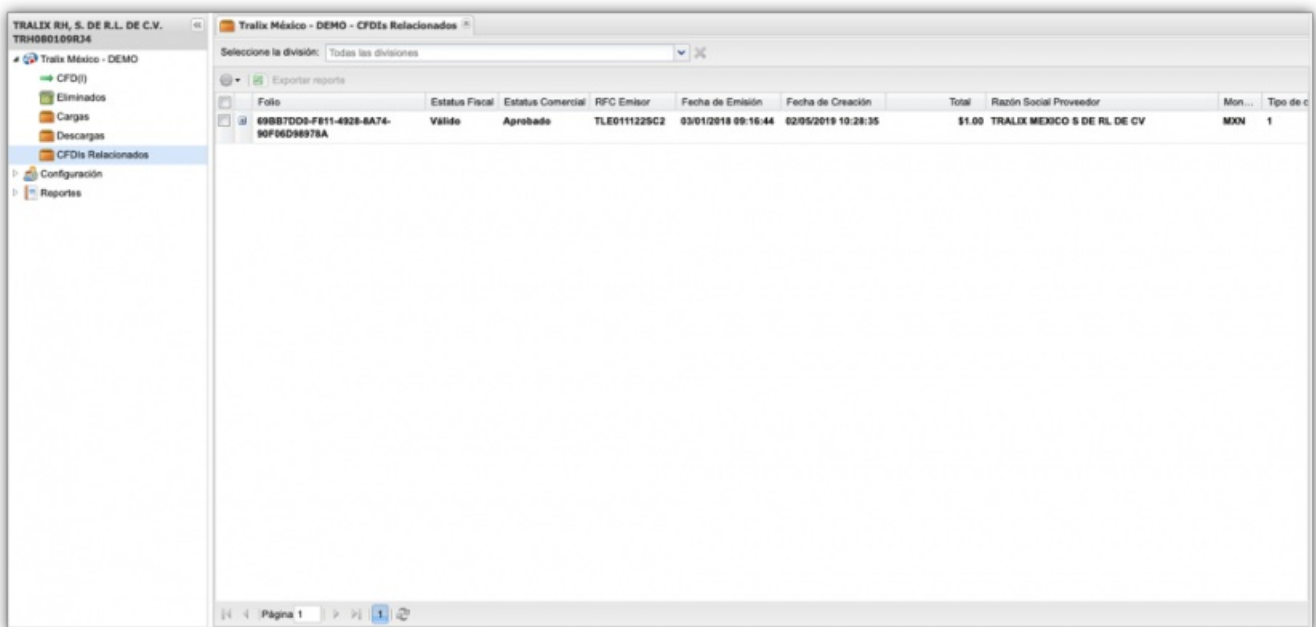 TRALIX RH, S. DE R.L. DE C.V.
TRH080109RJ4
Tralix México - DEMO
CFD(I)
Eliminados
Cargas
Descargas
CFDIs Relacionados
Configuración
Reportes
Tralix México - DEMO - CFDIs Relacionados
Seleccione la división: Todas las divisiones
Exportar reporte
Folio Estatus Fiscal Estatus Comercial RFC Emisor Fecha de Emisión Fecha de Creación Total Razón Social Proveedor Mon... Tipo de c
69BB7DD0-F811-4928-8A74- Válido Aprobado TLE011122SC2 03/01/2018 09:16:44 02/05/2019 10:28:35 $1.00 TRALIX MEXICO S DE RL DE CV MXN 1
90F06D98978A
Página 1 1